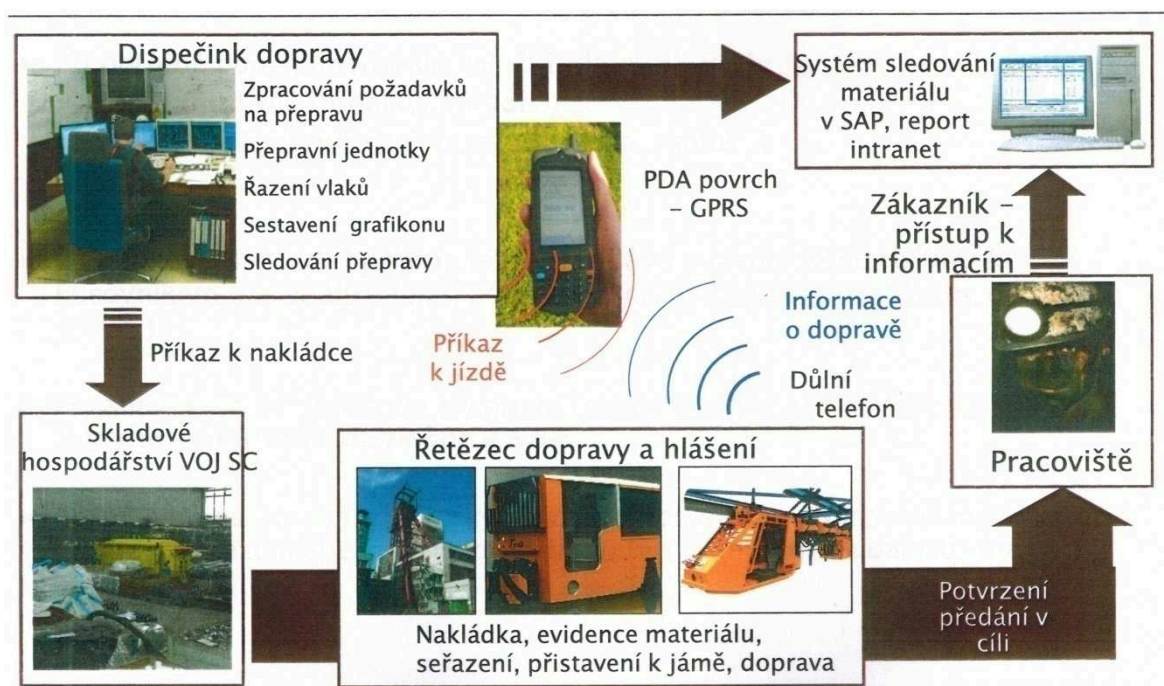 Dispečink dopravy
Zpracování požadavků
na přepravu
Přepravní jednotky
Řazení vlaků
Sestavení grafikonu
Sledování přepravy
Systém sledování
materiálu
v SAP, report
intranet
PDA povrch
– GPRS
Zákazník –
přístup k
informacím
Informace
o dopravě
Příkaz
k jízdě
Důlní
telefon
Příkaz k nakládce
Skladové
hospodářství VOJ SC
Řetězec dopravy a hlášení
Nakládka, evidence materiálu,
seřazení, přistavení k jámě, doprava
Pracoviště
Potvrzení
předání v
cíli